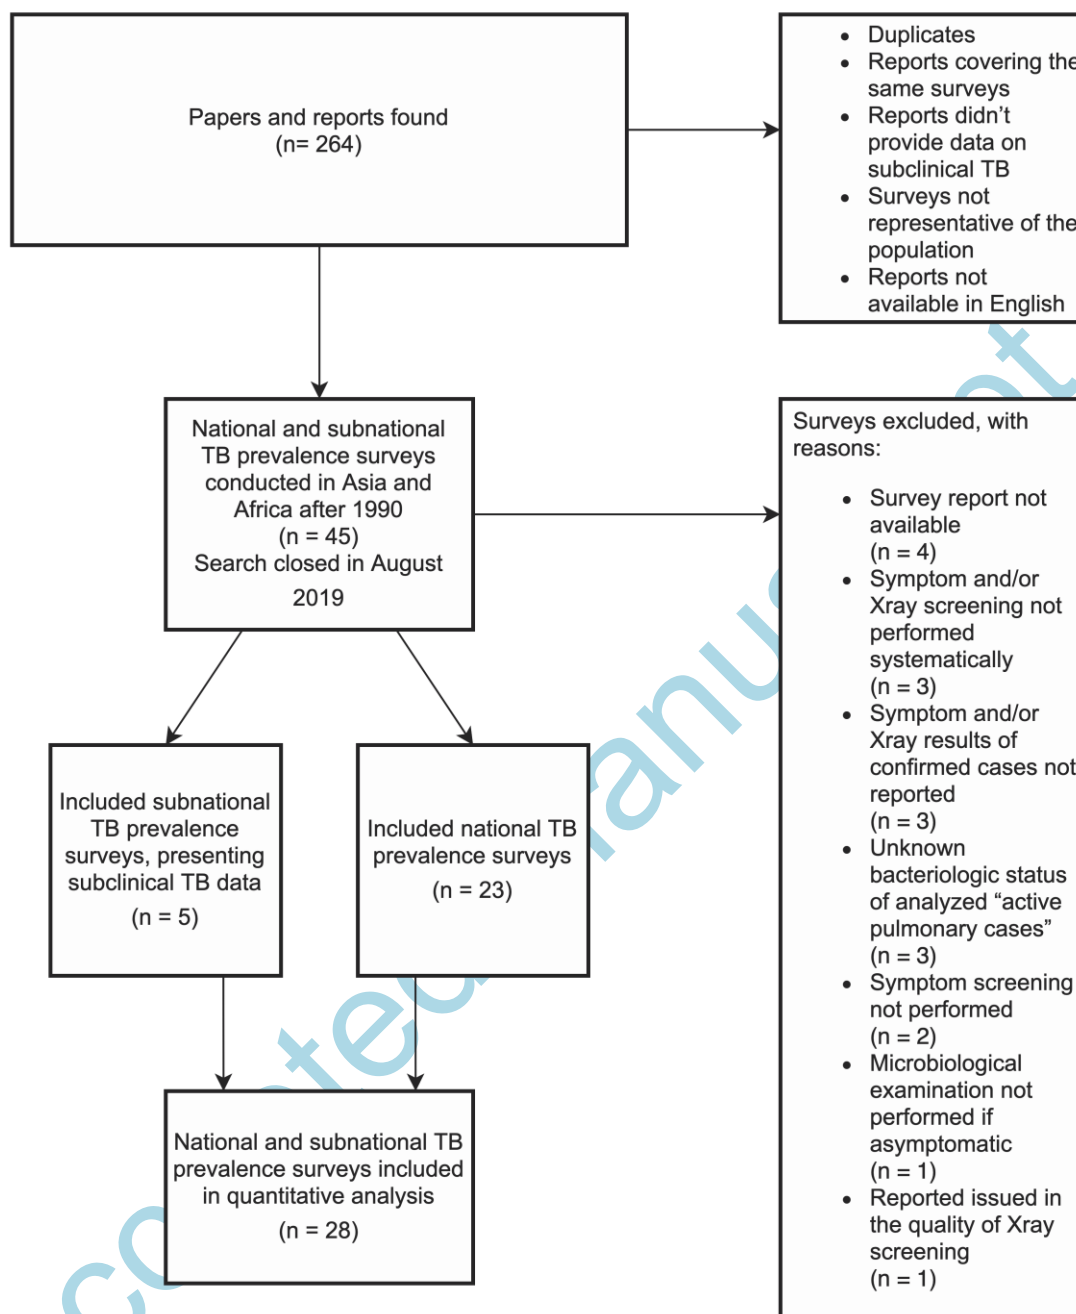 Papers and reports found
(n= 264)
• Duplicates
• Reports covering the
same surveys
• Reports didn't
provide data on
subclinical TB
• Surveys not
representative of the
population
• Reports not
available in English
National and subnational
TB prevalence surveys
conducted in Asia and
Africa after 1990
(n = 45)
Search closed in August
2019
Surveys excluded, with
reasons:
• Survey report not
available
(n = 4)
• Symptom and/or
Xray screening not
performed
systematically
(n = 3)
• Symptom and/or
Xray results of
confirmed cases not
reported
(n = 3)
• Unknown
bacteriologic status
of analyzed “active
pulmonary cases”
(n = 3)
• Symptom screening
not performed
(n = 2)
• Microbiological
examination not
performed if
asymptomatic
(n = 1)
• Reported issued in
the quality of Xray
screening
(n = 1)
Included subnational
TB prevalence
surveys, presenting
subclinical TB data
(n = 5)
Included national TB
prevalence surveys
(n = 23)
National and subnational TB
prevalence surveys included
in quantitative analysis
(n = 28)